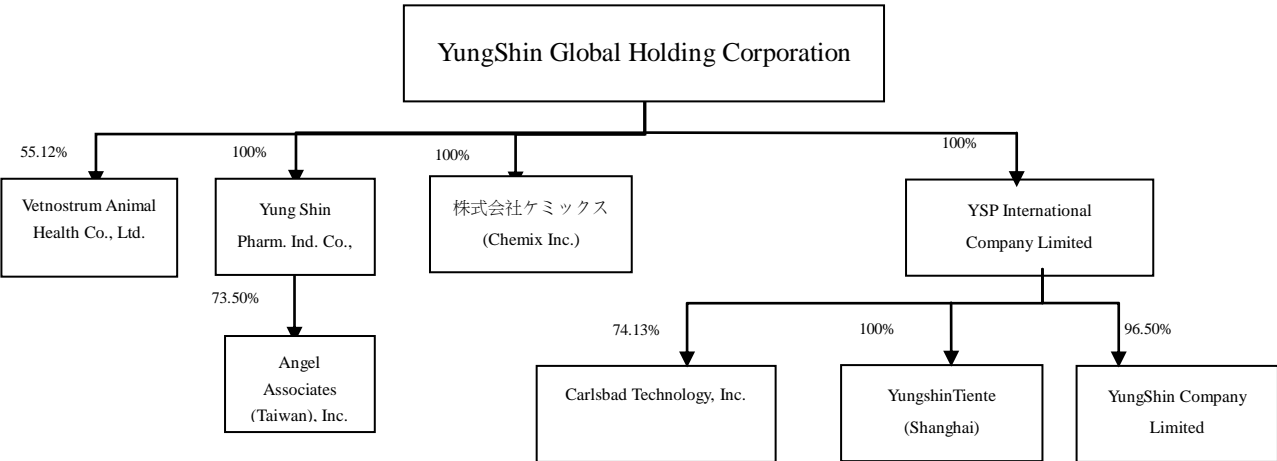 YungShin Global Holding Corporation
55.12%
100%
100%
100%
Vetnostrum Animal
Health Co., Ltd.
Yung Shin
Pharm. Ind. Co.,
株式会社ケミックス
(Chemix Inc.)
YSP International
Company Limited
73.50%
74.13%
100%
96.50%
Angel
Associates
(Taiwan), Inc.
Carlsbad Technology, Inc.
YungshinTiente
(Shanghai)
YungShin Company
Limited